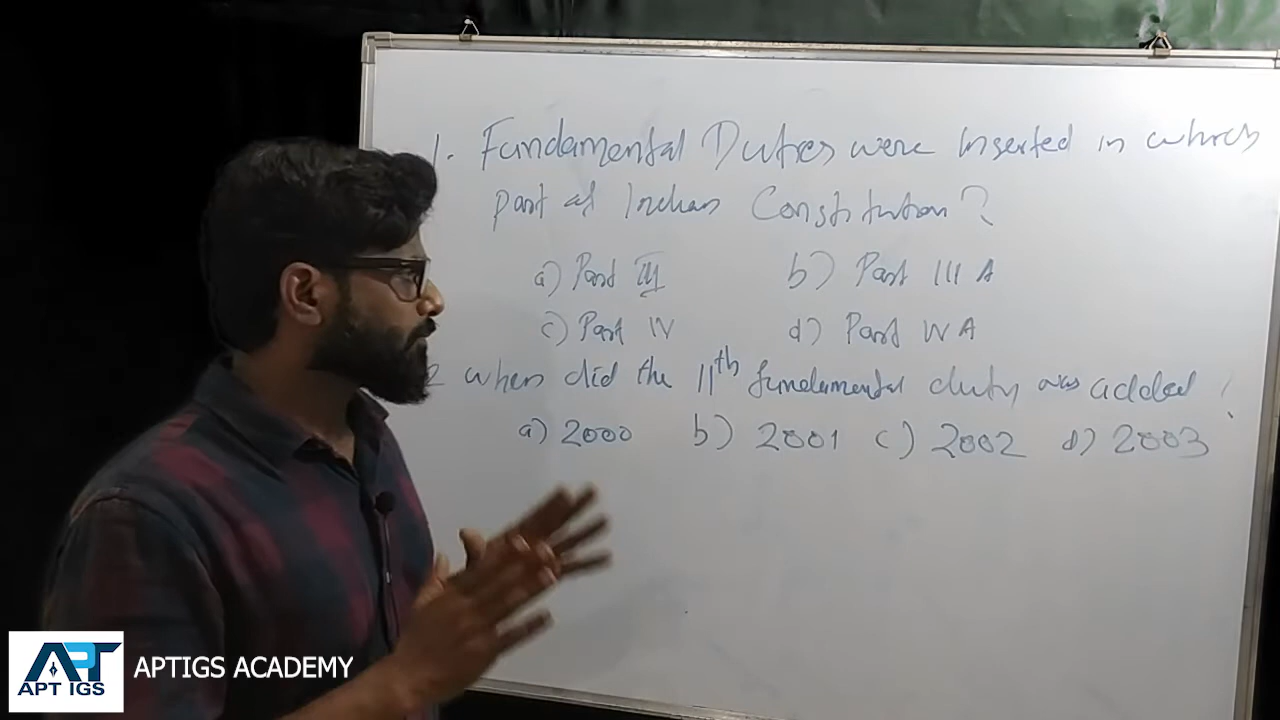 1. Fundamental Duties were Inserted in which
part of Indian Constitution?
a) Part III b) Part III A
c) Part IV d) Part IV A
2 when did the 11th fundamental duty was added ?
a) 2000 b) 2001 c) 2002 d) 2003
APT IGS
APTIGS ACADEMY